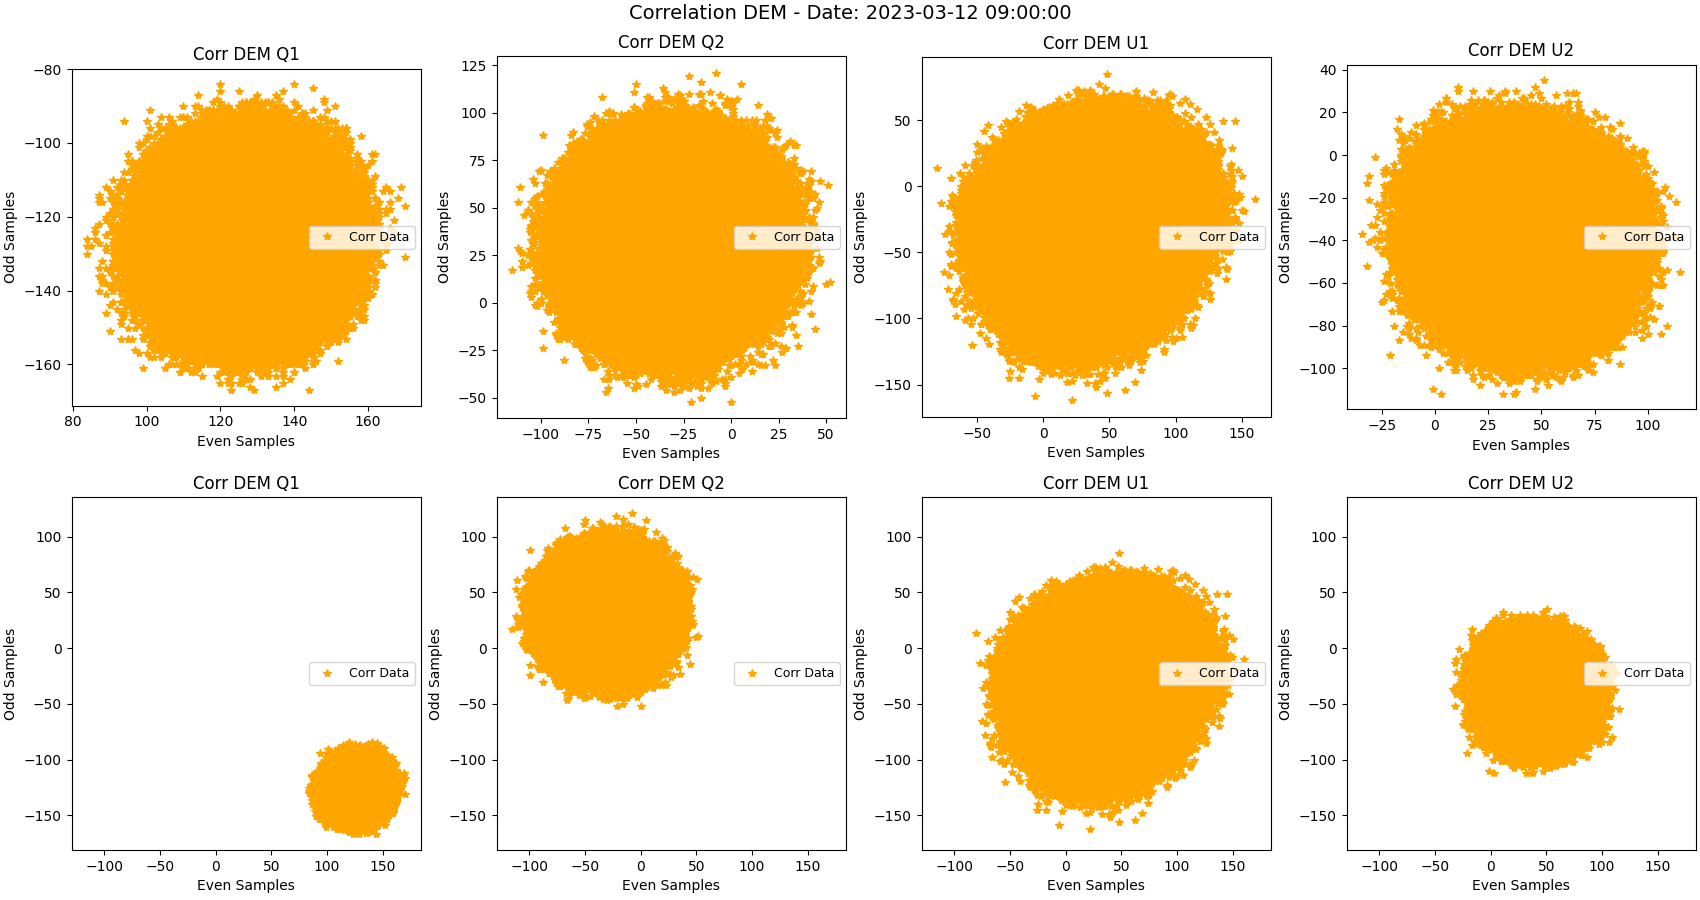 Correlation DEM - Date: 2023-03-12 09:00:00
Corr DEM Q1
−80
−100
−120
−140
−160
80 100 120 140 160
Odd Samples
Even Samples
Corr Data
Corr DEM Q2
125
100
75
50
25
0
−25
−50
−100 −75 −50 −25 0 25 50
Odd Samples
Even Samples
Corr Data
Corr DEM U1
50
0
−50
−100
−150
−50 0 50 100 150
Odd Samples
Even Samples
Corr Data
Corr DEM U2
40
20
0
−20
−40
−60
−80
−100
−25 0 25 50 75 100
Odd Samples
Even Samples
Corr Data
Corr DEM Q1
100
50
0
−50
−100
−150
−100 −50 0 50 100 150
Odd Samples
Even Samples
Corr Data
Corr DEM Q2
100
50
0
−50
−100
−150
−100 −50 0 50 100 150
Odd Samples
Even Samples
Corr Data
Corr DEM U1
100
50
0
−50
−100
−150
−100 −50 0 50 100 150
Odd Samples
Even Samples
Corr Data
Corr DEM U2
100
50
0
−50
−100
−150
−100 −50 0 50 100 150
Odd Samples
Even Samples
Corr Data